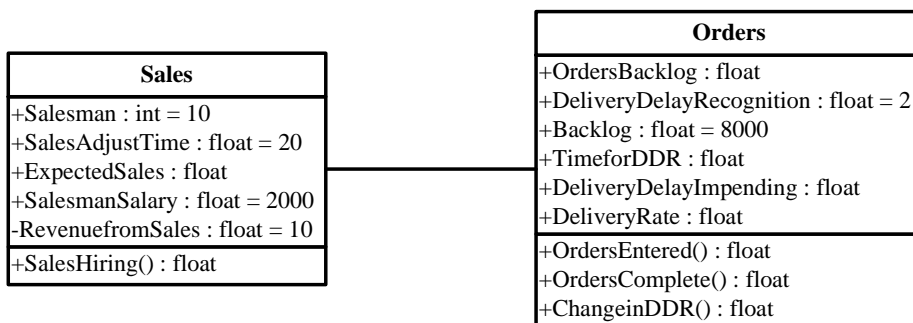 Sales
+Salesman : int = 10
+SalesAdjustTime : float = 20
+ExpectedSales : float
+SalesmanSalary : float = 2000
-RevenuefromSales : float = 10
+SalesHiring() : float
Orders
+OrdersBacklog : float
+DeliveryDelayRecognition : float = 2
+Backlog : float = 8000
+TimeforDDR : float
+DeliveryDelayImpending : float
+DeliveryRate : float
+OrdersEntered() : float
+OrdersComplete() : float
+ChangeinDDR() : float